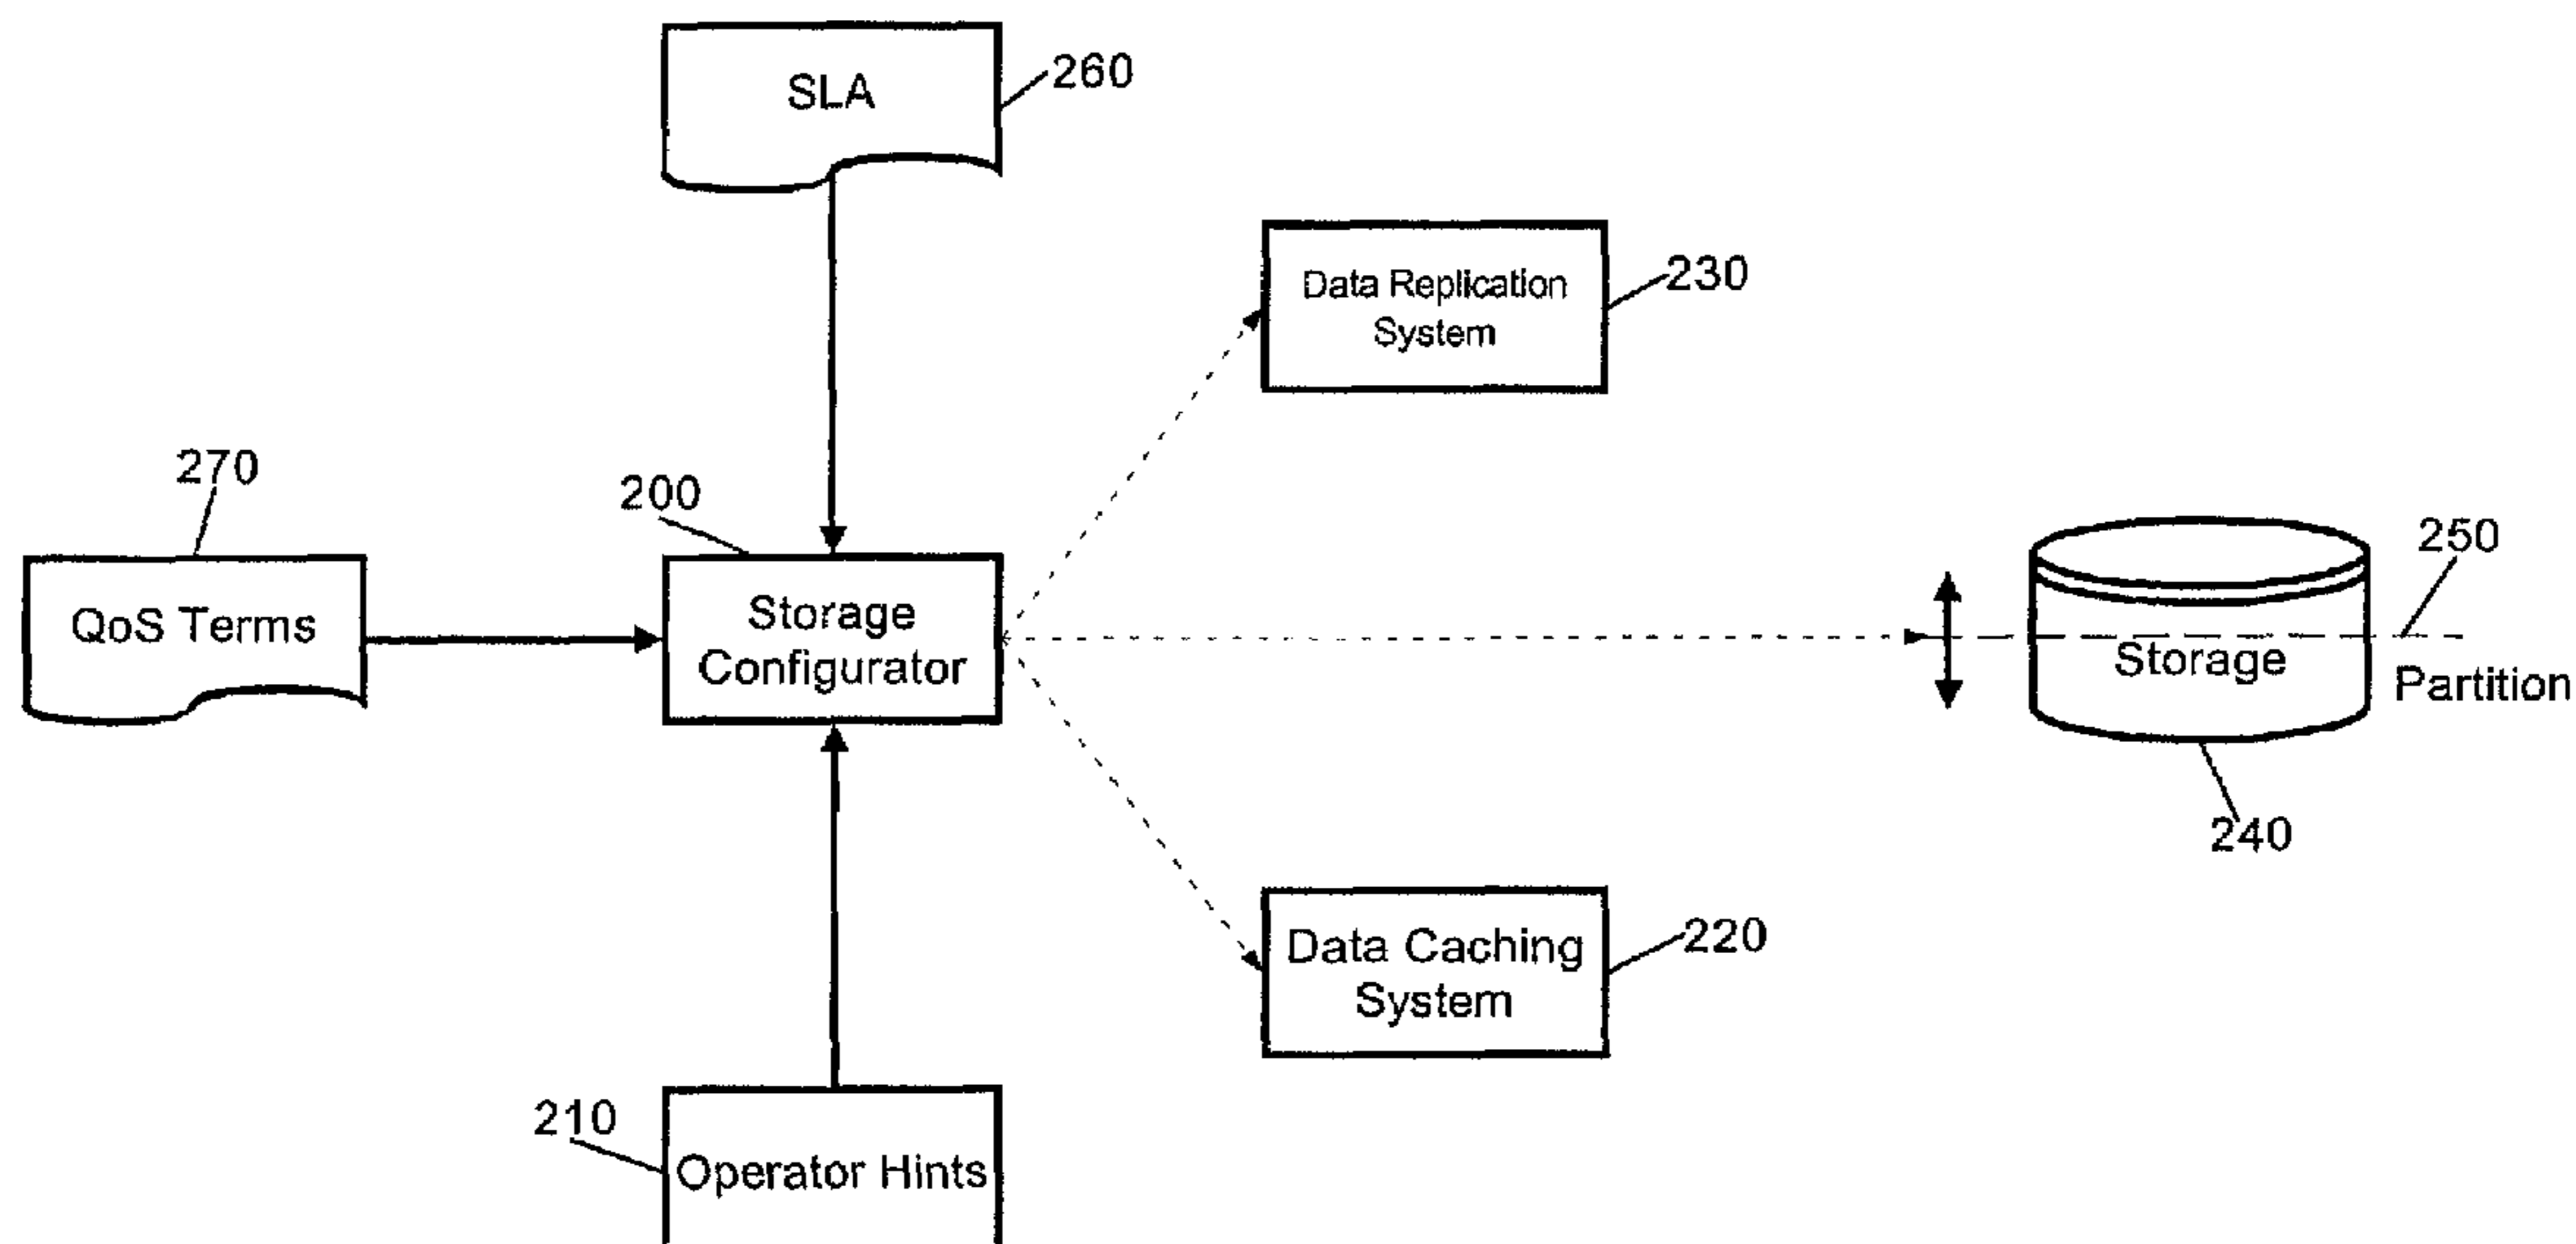 SLA
260
Data Replication
System
230
270
200
QoS Terms
Storage
Configurator
250
Storage
Partition
240
Data Caching
System
220
210
Operator Hints